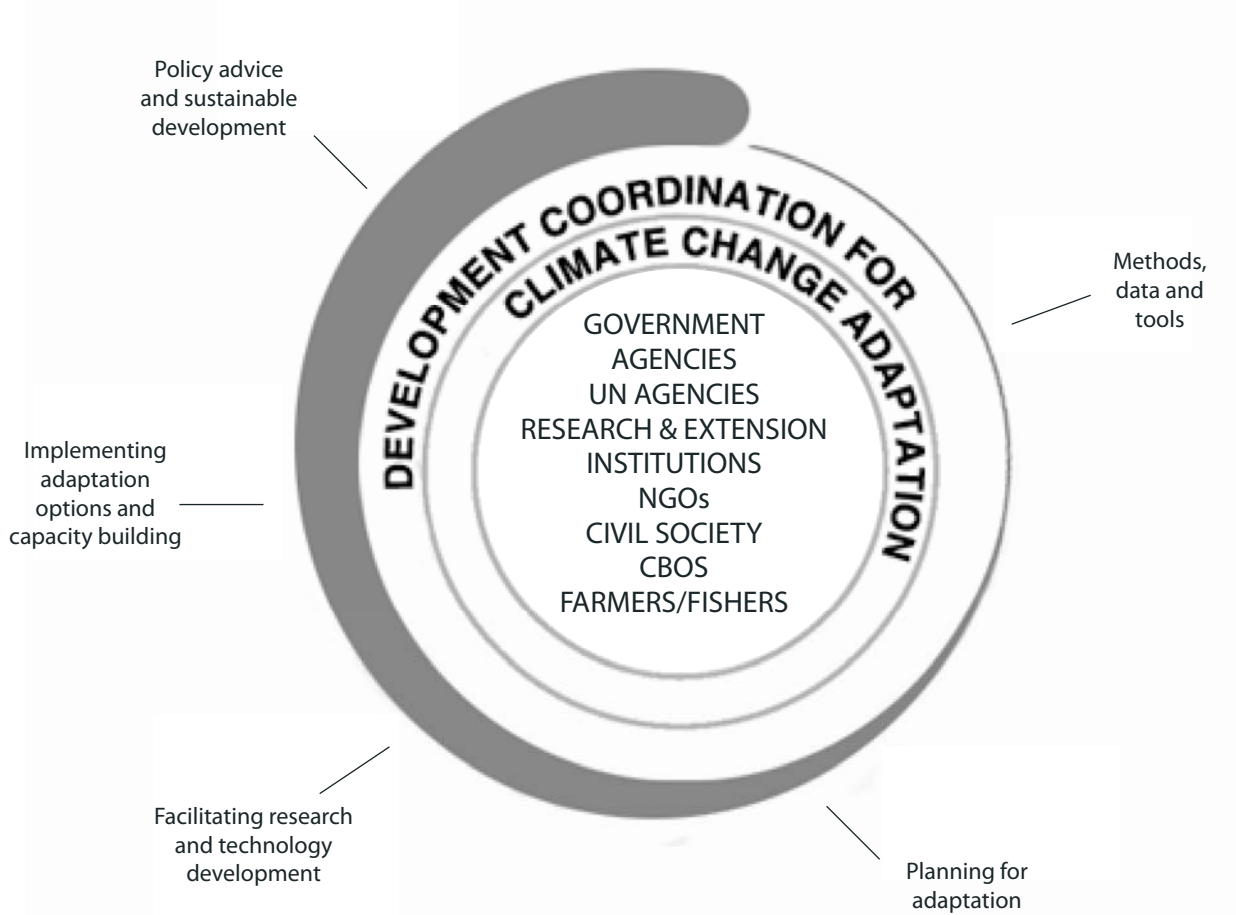 Policy advice
and sustainable
development
DEVELOPMENT COORDINATION FOR
CLIMATE CHANGE ADAPTATION
GOVERNMENT
AGENCIES
UN AGENCIES
RESEARCH & EXTENSION
INSTITUTIONS
NGOs
CIVIL SOCIETY
CBOS
FARMERS/FISHERS
Methods,
data and
tools
Implementing
adaptation
options and
capacity building
Facilitating research
and technology
development
Planning for
adaptation